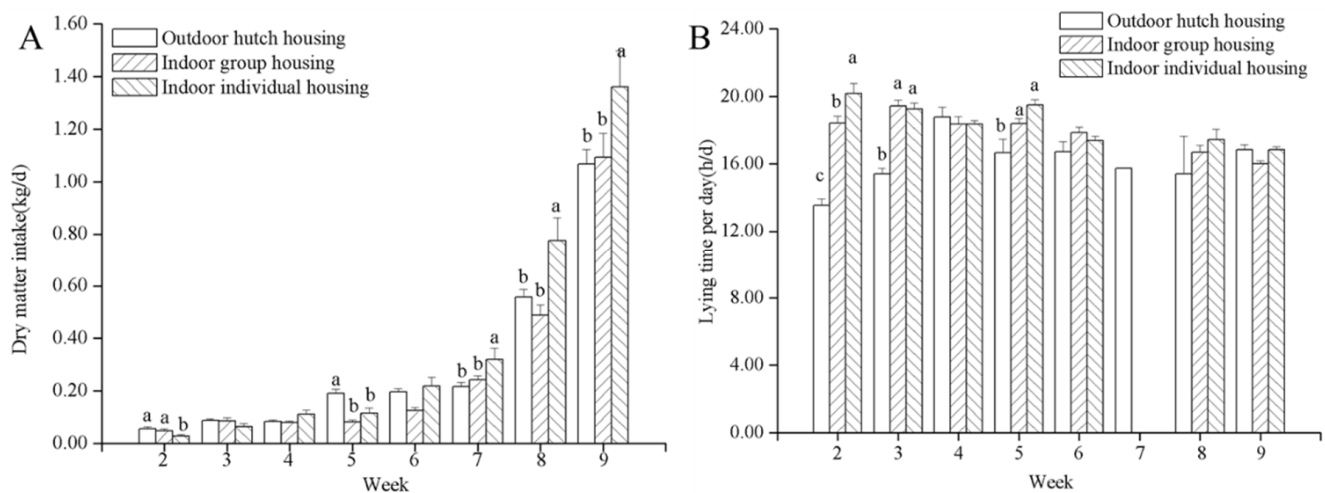 A
Outdoor hutch housing
Indoor group housing
Indoor individual housing
1.60
1.40
1.20
1.00
0.80
0.60
0.40
0.20
0.00
Dry matter intake(kg/d)
a a b
a b b
b b a
b b a
b b a
2 3 4 5 6 7 8 9
Week
B
Outdoor hutch housing
Indoor group housing
Indoor individual housing
24.00
20.00
16.00
12.00
8.00
4.00
0.00
Lying time per day(h/d)
c b a
b a a
b a a
2 3 4 5 6 7 8 9
Week